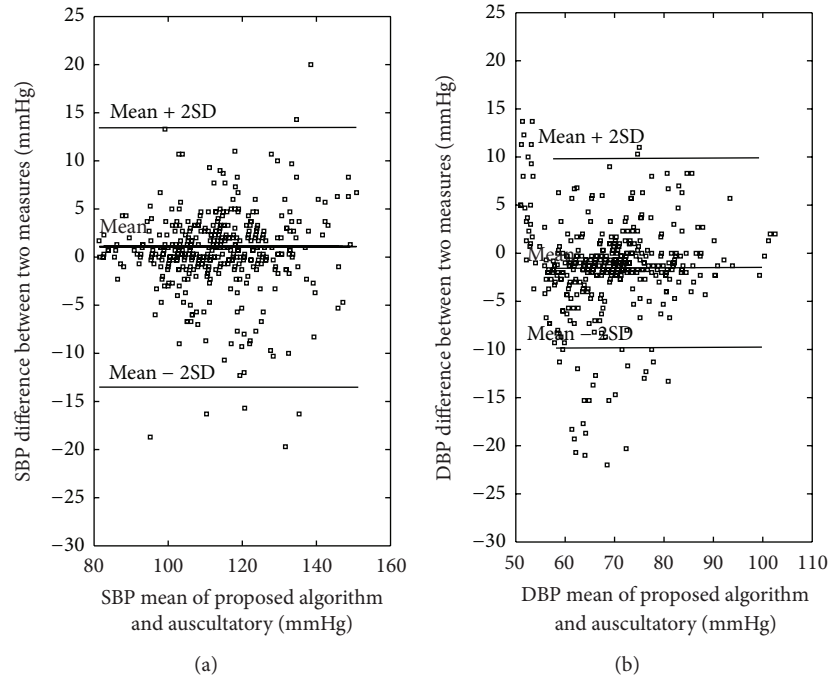 25
20
15
10
5
0
−5
−10
−15
−20
−25
−30
80
100
120
140
160
SBP difference between two measures (mmHg)
Mean + 2SD
Mean
Mean − 2SD
SBP mean of proposed algorithm
and auscultatory (mmHg)
(a)
25
20
15
10
5
0
−5
−10
−15
−20
−25
−30
50
60
70
80
90
100
110
DBP difference between two measures (mmHg)
Mean + 2SD
Mean
Mean − 2SD
DBP mean of proposed algorithm
and auscultatory (mmHg)
(b)